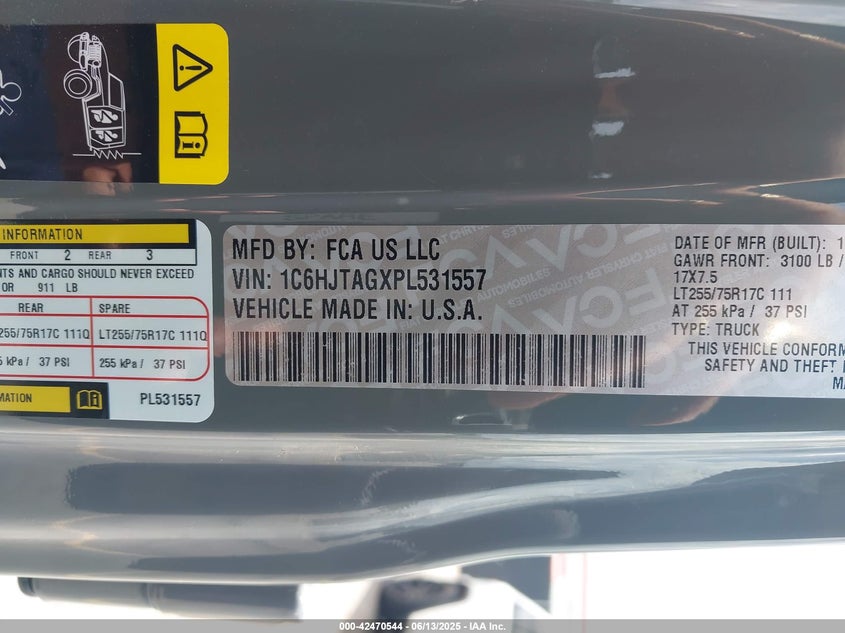 INFORMATION
FRONT 2 REAR 3
NTS AND CARGO SHOULD NEVER EXCEED
OR 911 LB
REAR SPARE
255/75R17C 111Q LT255/75R17C 111Q
kPa / 37 PSI 255 kPa / 37 PSI
MATION
PL531557
MFD BY: FCA US LLC
VIN: 1C6HJTAGXPL531557
VEHICLE MADE IN: U.S.A.
DATE OF MFR (BUILT): 1
GAWR FRONT: 3100 LB /
17X7.5
LT255/75R17C 111
AT 255 kPa / 37 PSI
TYPE: TRUCK
THIS VEHICLE CONFORM
SAFETY AND THEFT
MA
000-42470544 - 06/13/2025 - © IAA Inc.